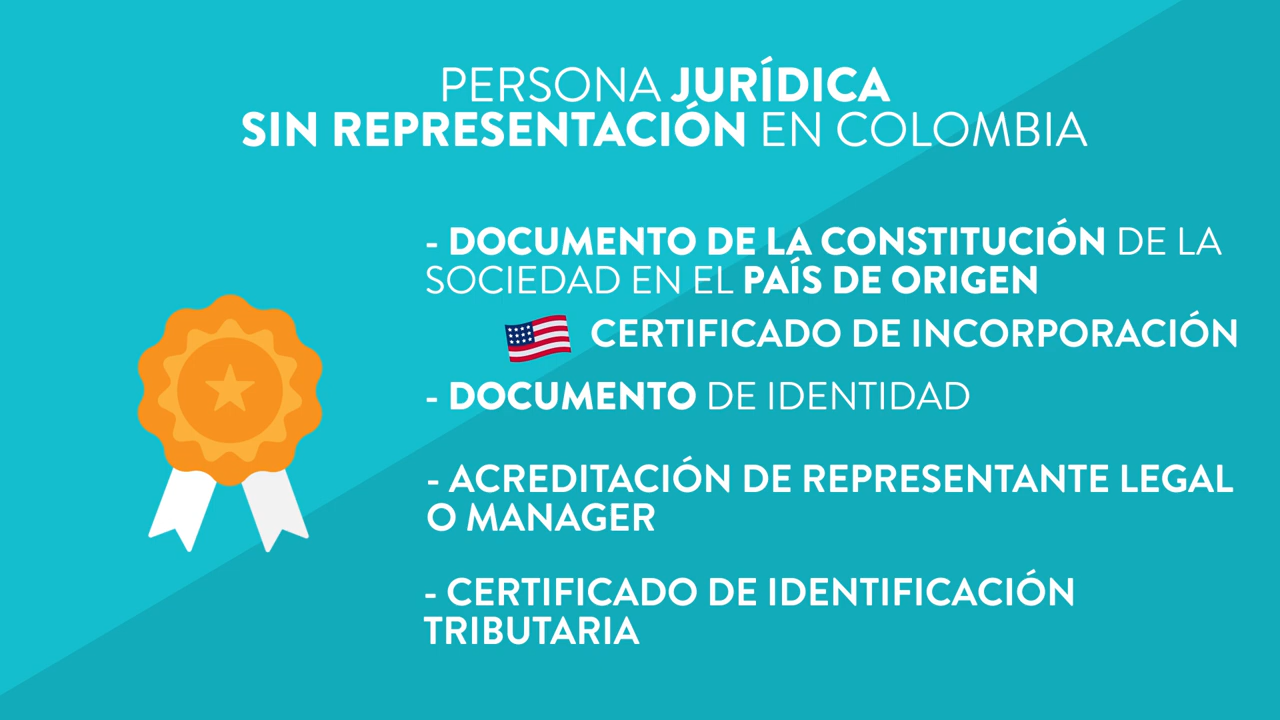 PERSONA JURÍDICA
SIN REPRESENTACIÓN EN COLOMBIA
- DOCUMENTO DE LA CONSTITUCIÓN DE LA
SOCIEDAD EN EL PAÍS DE ORIGEN
CERTIFICADO DE INCORPORACIÓN
- DOCUMENTO DE IDENTIDAD
- ACREDITACIÓN DE REPRESENTANTE LEGAL
O MANAGER
- CERTIFICADO DE IDENTIFICACIÓN
TRIBUTARIA